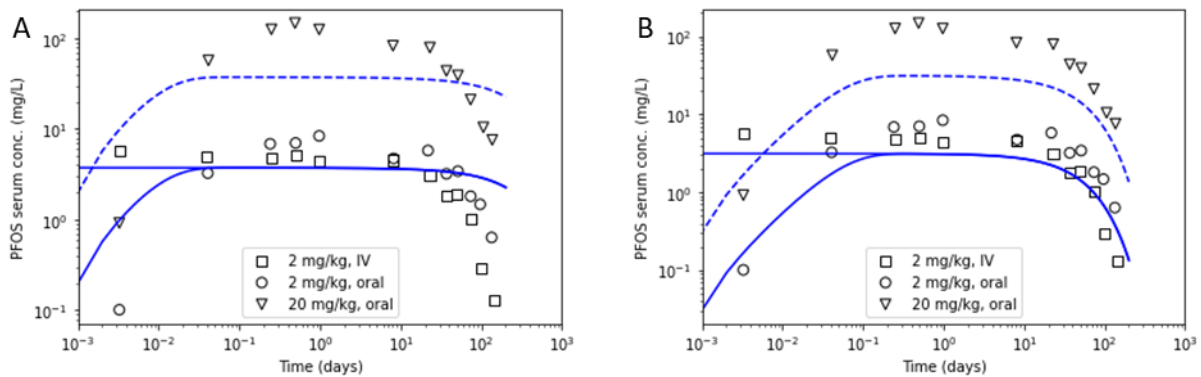 A
PFOS serum conc. (mg/L)
10²
10¹
10⁰
10⁻¹
2 mg/kg, IV
2 mg/kg, oral
20 mg/kg, oral
10⁻³ 10⁻² 10⁻¹ 10⁰ 10¹ 10² 10³
Time (days)
B
PFOS serum conc. (mg/L)
10²
10¹
10⁰
10⁻¹
2 mg/kg, IV
2 mg/kg, oral
20 mg/kg, oral
10⁻³ 10⁻² 10⁻¹ 10⁰ 10¹ 10² 10³
Time (days)